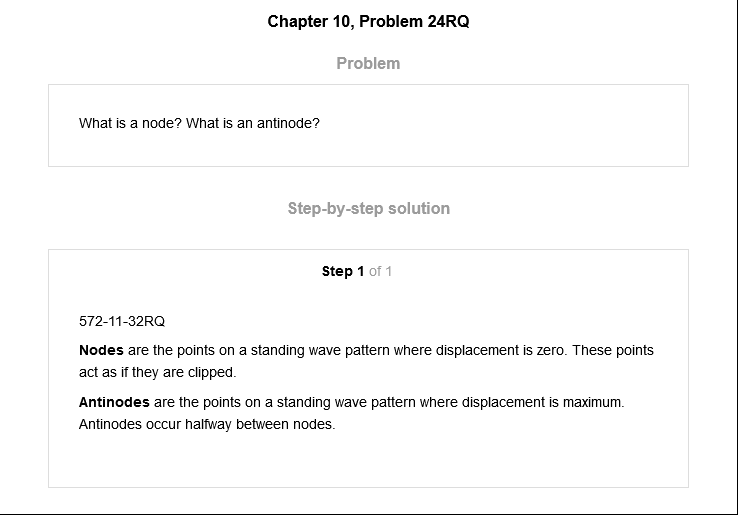 Chapter 10, Problem 24RQ
Problem
What is a node? What is an antinode?
Step-by-step solution
Step 1 of 1
572-11-32RQ
Nodes are the points on a standing wave pattern where displacement is zero. These points
act as if they are clipped.
Antinodes are the points on a standing wave pattern where displacement is maximum.
Antinodes occur halfway between nodes.